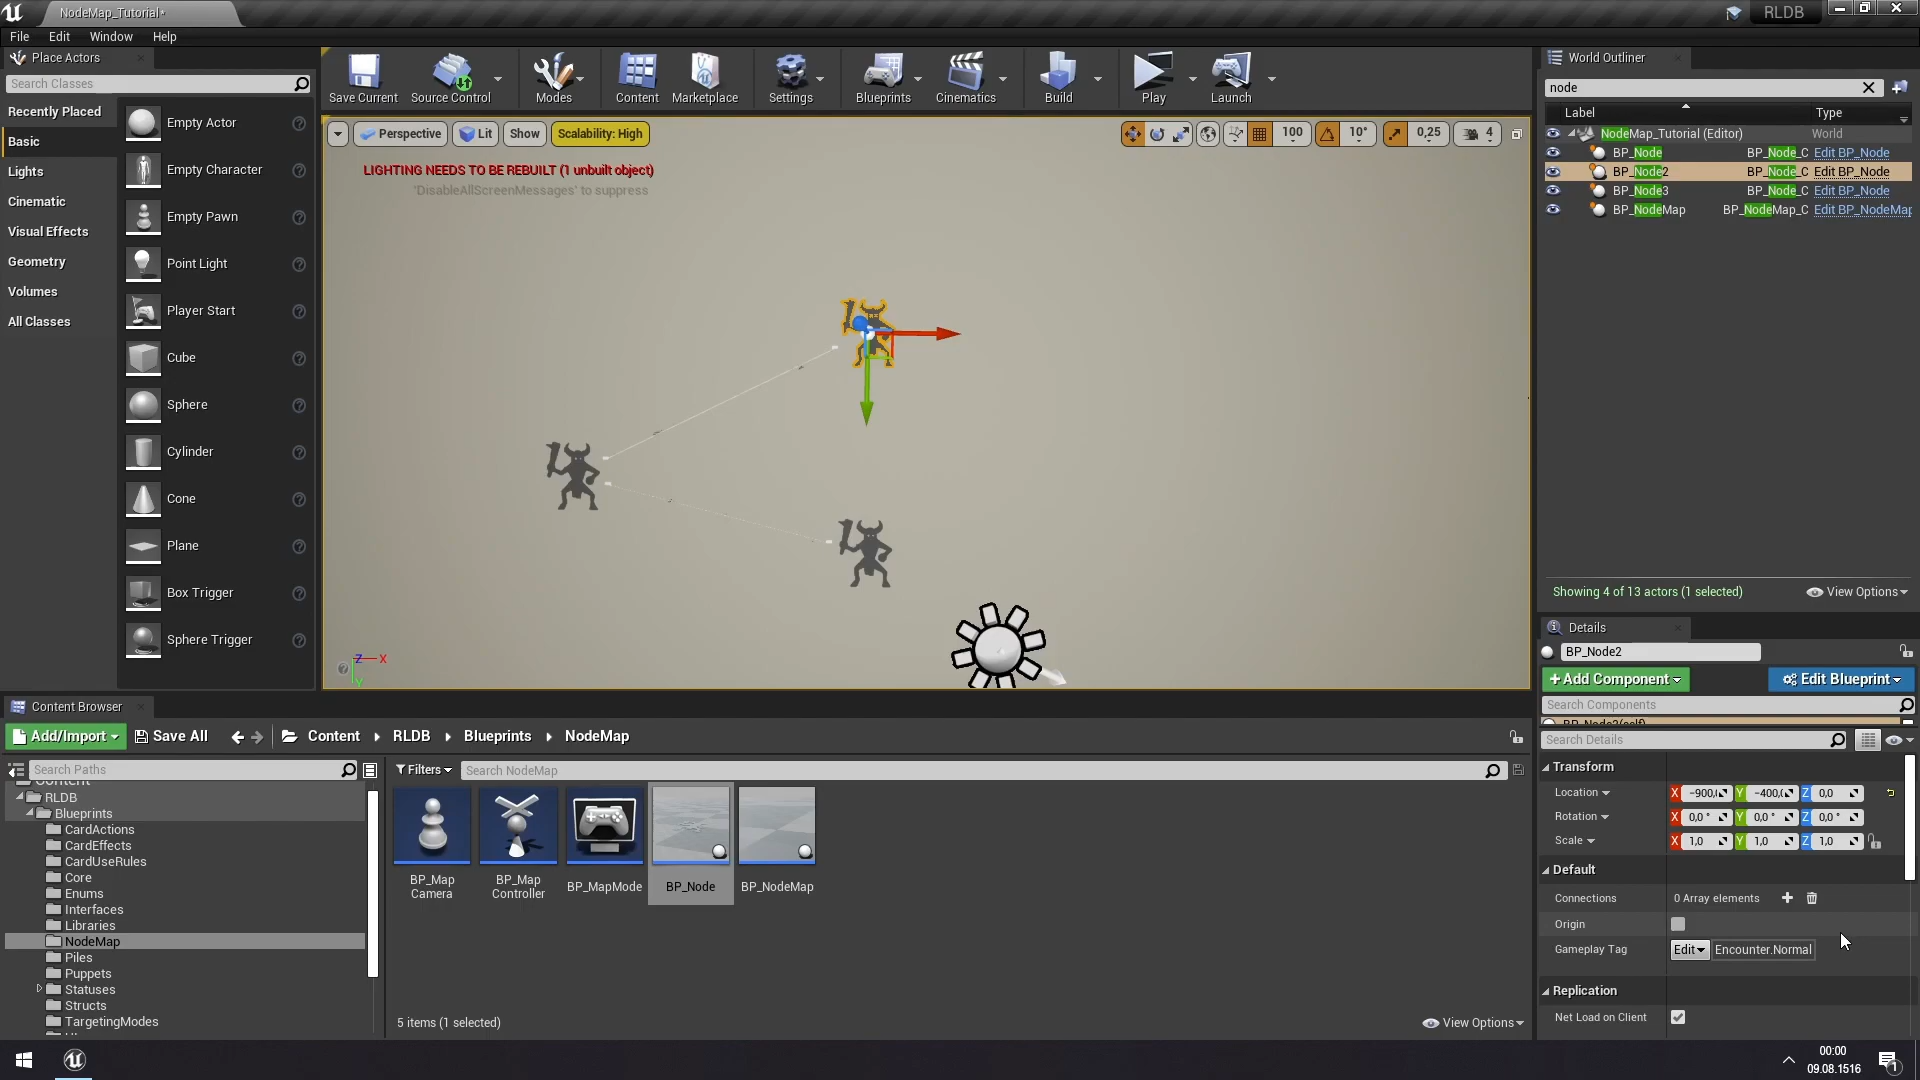 NodeMap_Tutorial*
RLDB
File Edit Window Help
Place Actors
Search Classes
Recently Placed
Basic
Lights
Cinematic
Visual Effects
Geometry
Volumes
All Classes
Empty Actor
Empty Character
Empty Pawn
Point Light
Player Start
Cube
Sphere
Cylinder
Cone
Plane
Box Trigger
Sphere Trigger
Save Current
Source Control
Modes
Content
Marketplace
Settings
Blueprints
Cinematics
Build
Play
Launch
Perspective
Lit
Show
Scalability: High
100
10°
0,25
4
LIGHTING NEEDS TO BE REBUILT (1 unbuilt object)
'DisableAllScreenMessages' to suppress
Z X
Y
World Outliner
node
Label Type
NodeMap_Tutorial (Editor) World
BP_Node BP_Node_C Edit BP_Node
BP_Node2 BP_Node_C Edit BP_Node
BP_Node3 BP_Node_C Edit BP_Node
BP_NodeMap BP_NodeMap_C Edit BP_NodeMap
Showing 4 of 13 actors (1 selected)
View Options
Details
BP_Node2
+Add Component
Edit Blueprint
Search Components
BP_Node2(self)
Search Details
Transform
Location X -900,( Y -400,( Z 0,0
Rotation X 0,0 ° Y 0,0 ° Z 0,0 °
Scale X 1,0 Y 1,0 Z 1,0
Default
Connections 0 Array elements
Origin
Gameplay Tag Edit Encounter.Normal
Replication
Net Load on Client
Content Browser
Add/Import
Save All
Content RLDB Blueprints NodeMap
Search Paths
Filters
Search NodeMap
Content
RLDB
Blueprints
CardActions
CardEffects
CardUseRules
Core
Enums
Interfaces
Libraries
NodeMap
Piles
Puppets
Statuses
Structs
TargetingModes
BP_Map
Camera
BP_Map
Controller
BP_MapMode
BP_Node
BP_NodeMap
5 items (1 selected)
View Options
00:00
09.08.1516
1